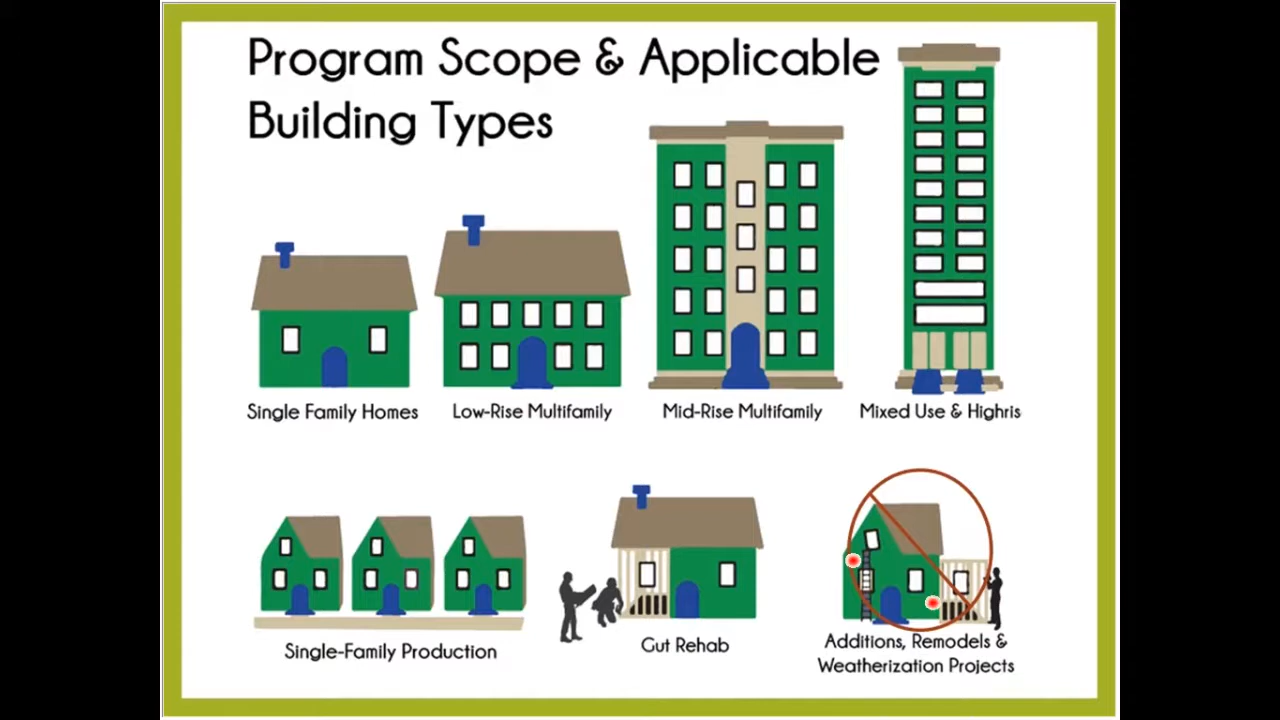 Program Scope & Applicable
Building Types
Single Family Homes
Low-Rise Multifamily
Mid-Rise Multifamily
Mixed Use & Highris
Single-Family Production
Gut Rehab
Additions, Remodels &
Weatherization Projects